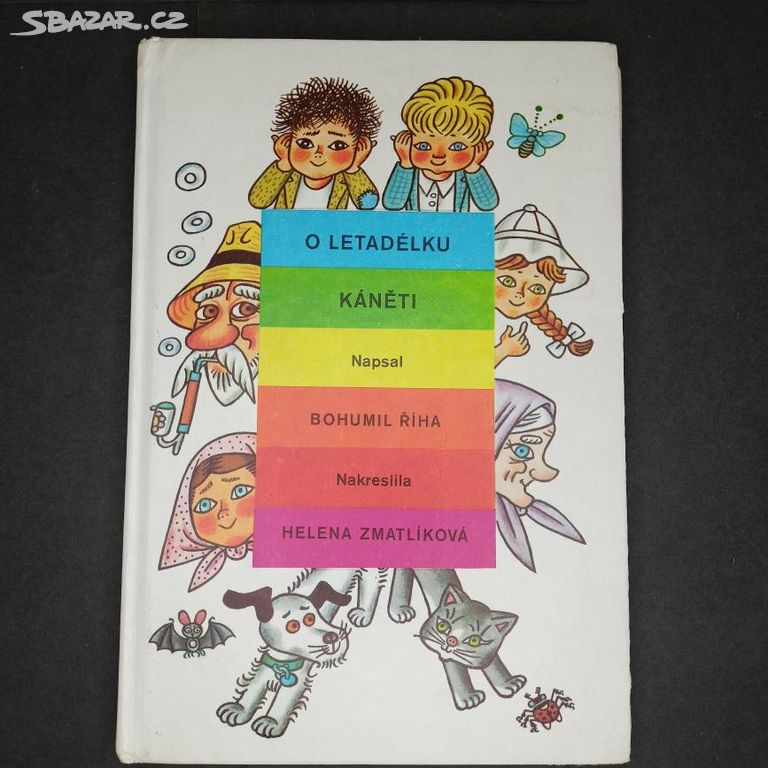 SBAZAR.CZ
O LETADÉLKU
KÁNĚTI
Napsal
BOHUMIL ŘÍHA
Nakreslila
HELENA ZMATLÍKOVÁ